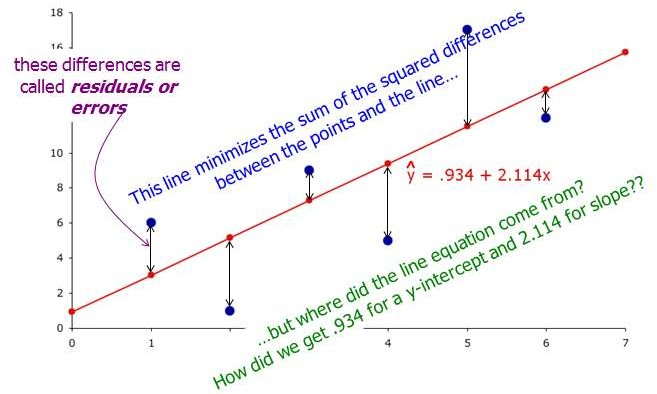 18
16
these differences are
called residuals or
errors
This line minimizes the sum of the squared differences
between the points and the line...
10
8
6
4
2
0
ŷ = .934 + 2.114x
...but where did the line equation come from?
How did we get .934 for a y-intercept and 2.114 for slope??
0
1
4
5
6
7